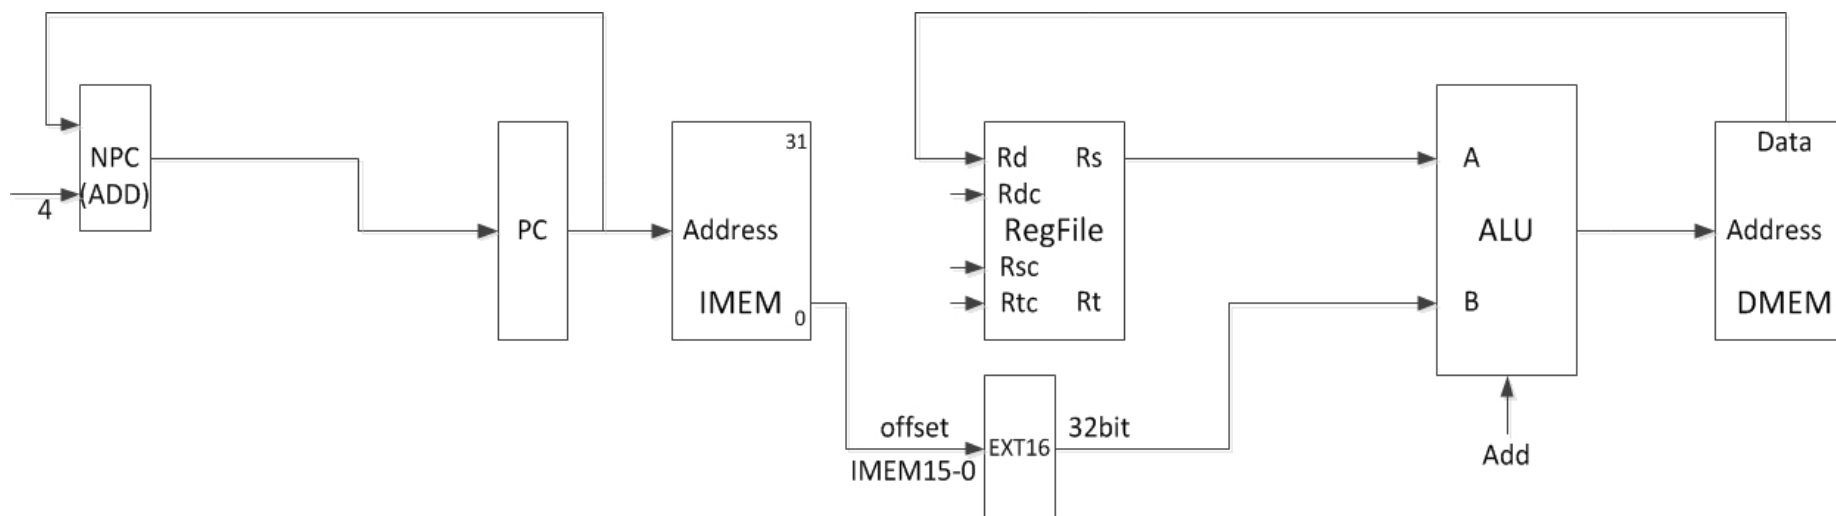 NPC
(ADD)
4
PC
31
Address
IMEM
0
Rd Rs
Rdc
RegFile
Rsc
Rtc Rt
A
ALU
B
Add
Data
Address
DMEM
offset
IMEM15-0
EXT16
32bit